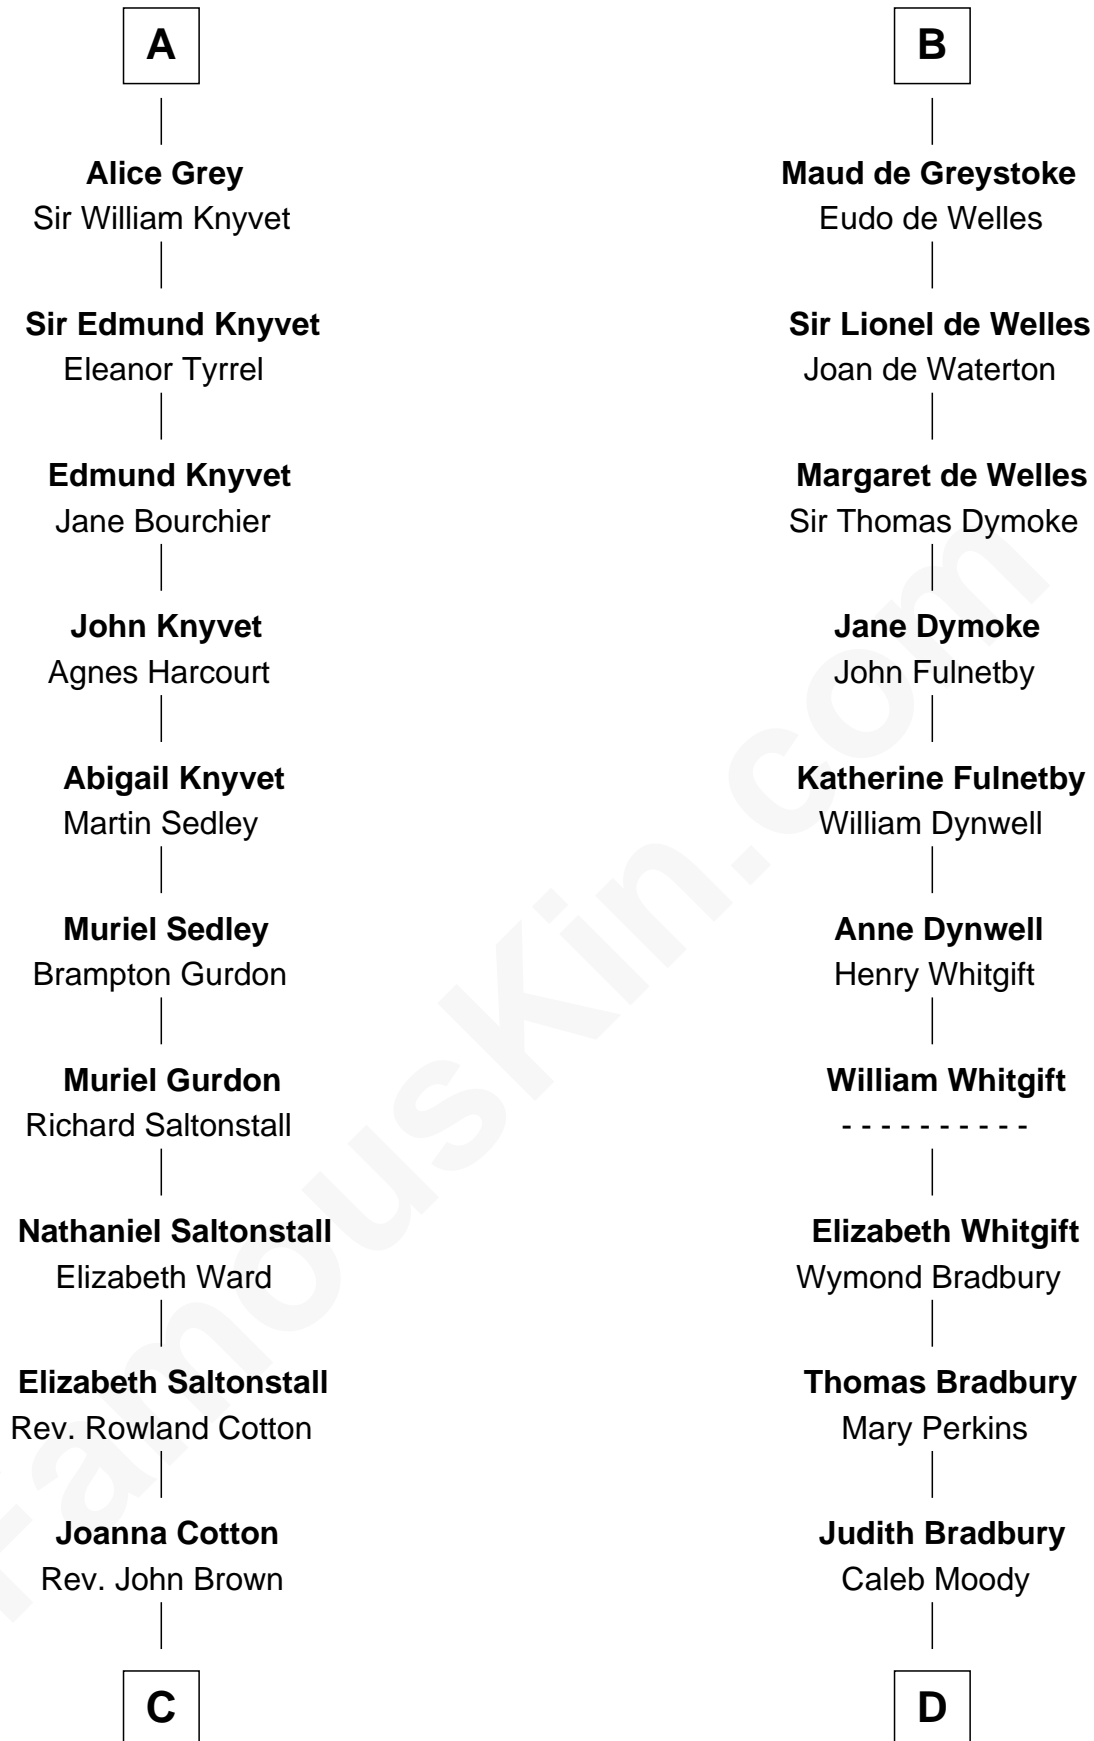 A
Alice Grey
Sir William Knyvet
Sir Edmund Knyvet
Eleanor Tyrrel
Edmund Knyvet
Jane Bourchier
John Knyvet
Agnes Harcourt
Abigail Knyvet
Martin Sedley
Muriel Sedley
Brampton Gurdon
Muriel Gurdon
Richard Saltonstall
Nathaniel Saltonstall
Elizabeth Ward
Elizabeth Saltonstall
Rev. Rowland Cotton
Joanna Cotton
Rev. John Brown
C
B
Maud de Greystoke
Eudo de Welles
Sir Lionel de Welles
Joan de Waterton
Margaret de Welles
Sir Thomas Dymoke
Jane Dymoke
John Fulnetby
Katherine Fulnetby
William Dynwell
Anne Dynwell
Henry Whitgift
William Whitgift
- - - - - - - - - -
Elizabeth Whitgift
Wymond Bradbury
Thomas Bradbury
Mary Perkins
Judith Bradbury
Caleb Moody
D
FamousKin.com